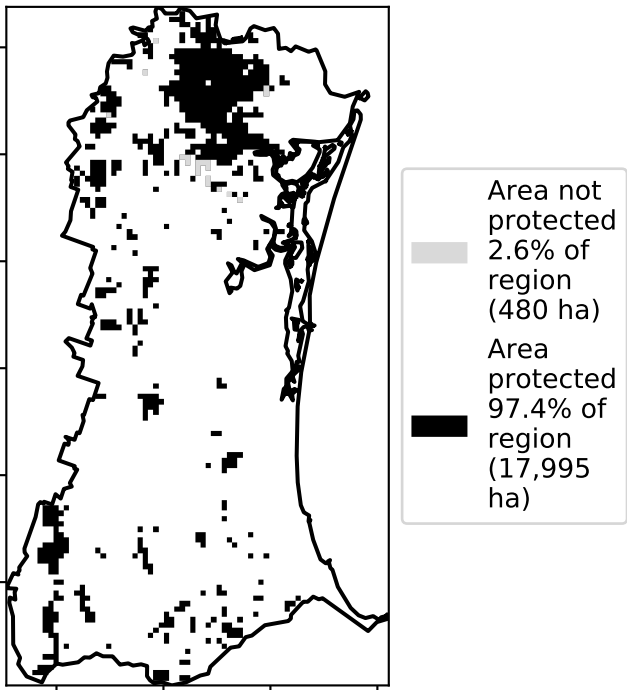 Area not
protected
2.6% of
region
(480 ha)
Area
protected
97.4% of
region
(17,995
ha)